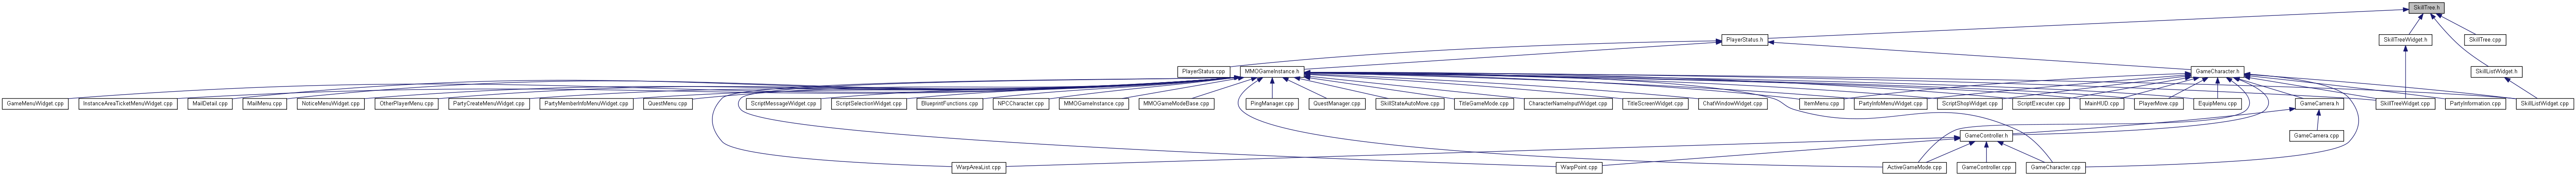 SkillTree.h
PlayerStatus.h
SkillTreeWidget.h
SkillTree.cpp
PlayerStatus.cpp
MMOGameInstance.h
GameCharacter.h
SkillListWidget.h
GameMenuWidget.cpp
InstanceAreaTicketMenuWidget.cpp
MailDetail.cpp
MailMenu.cpp
NoticeMenuWidget.cpp
OtherPlayerMenu.cpp
PartyCreateMenuWidget.cpp
PartyMemberInfoMenuWidget.cpp
QuestMenu.cpp
ScriptMessageWidget.cpp
ScriptSelectionWidget.cpp
BlueprintFunctions.cpp
NPCCharacter.cpp
MMOGameInstance.cpp
MMOGameModeBase.cpp
PingManager.cpp
QuestManager.cpp
SkillStateAutoMove.cpp
TitleGameMode.cpp
CharacterNameInputWidget.cpp
TitleScreenWidget.cpp
ChatWindowWidget.cpp
ItemMenu.cpp
PartyInfoMenuWidget.cpp
ScriptShopWidget.cpp
ScriptExecuter.cpp
MainHUD.cpp
PlayerMove.cpp
EquipMenu.cpp
GameCamera.h
SkillTreeWidget.cpp
PartyInformation.cpp
SkillListWidget.cpp
GameController.h
GameCamera.cpp
WarpAreaList.cpp
WarpPoint.cpp
ActiveGameMode.cpp
GameController.cpp
GameCharacter.cpp